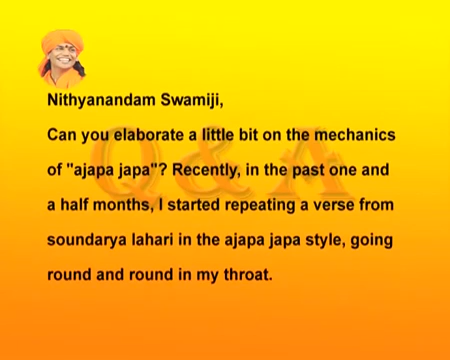 Nithyanandam Swamiji,
Can you elaborate a little bit on the mechanics
of "ajapa japa"? Recently, in the past one and
a half months, I started repeating a verse from
soundarya lahari in the ajapa japa style, going
round and round in my throat.
Q & A